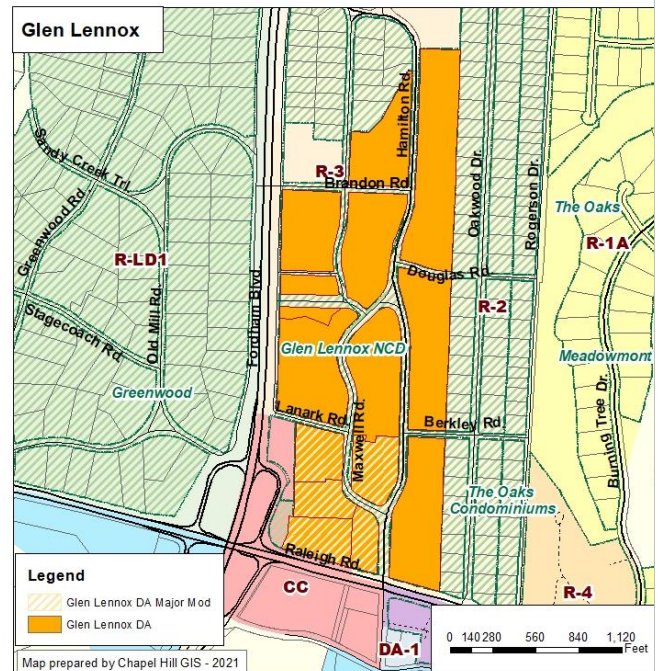 Glen Lennox
Hamilton Rd.
R-3
Brandon Rd.
Sandy Creek Trl.
Oakwood Dr.
Rogerson Dr.
The Oaks
Greenwood Rd.
R-1A
R-LD1
Old Mill Rd.
Fordham Blvd.
Douglas Rd.
R-2
Stagecoach Rd.
Glen Lennox NCD
Meadowmont
Greenwood
Burning Tree Dr.
Lanark Rd.
Maxwell Rd.
Berkley Rd.
The Oaks
Condominiums
Raleigh Rd.
Legend
Glen Lennox DA Major Mod
Glen Lennox DA
CC
R-4
DA-1
0 140 280 560 840 1,120
Feet
Map prepared by Chapel Hill GIS - 2021